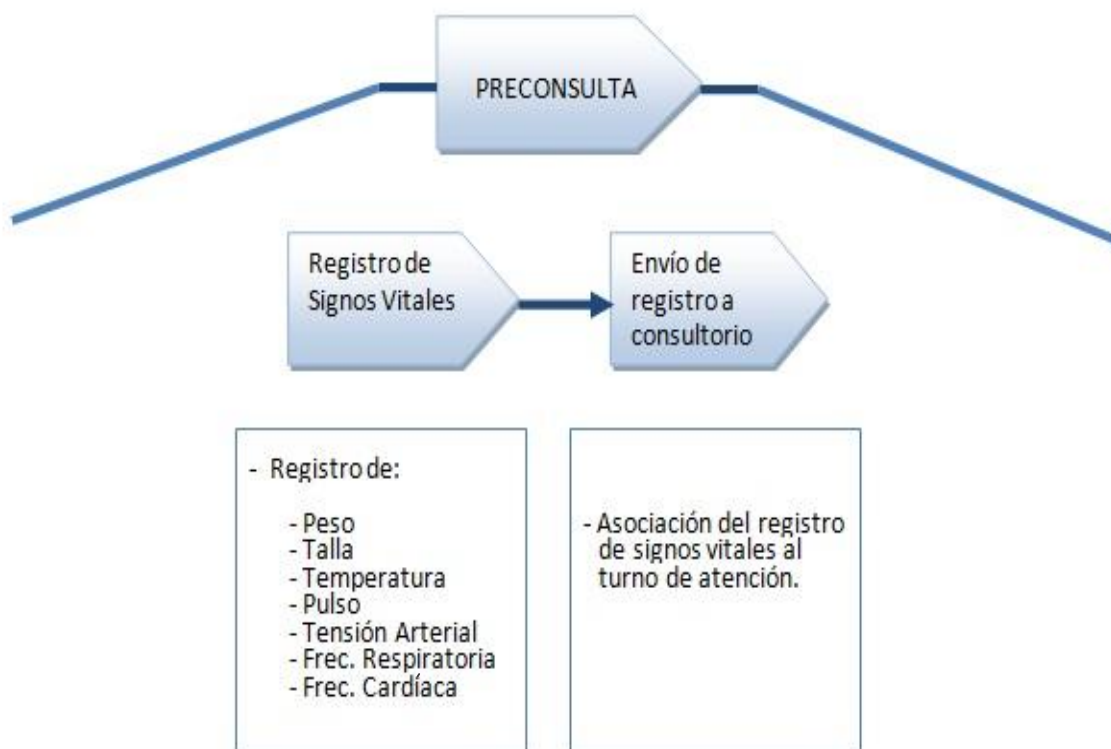 PRECONSULTA
Registro de
Signos Vitales
Envío de
registro a
consultorio
- Registro de:
- Peso
- Talla
- Temperatura
- Pulso
- Tensión Arterial
- Frec. Respiratoria
- Frec. Cardíaca
- Asociación del registro
de signos vitales al
turno de atención.